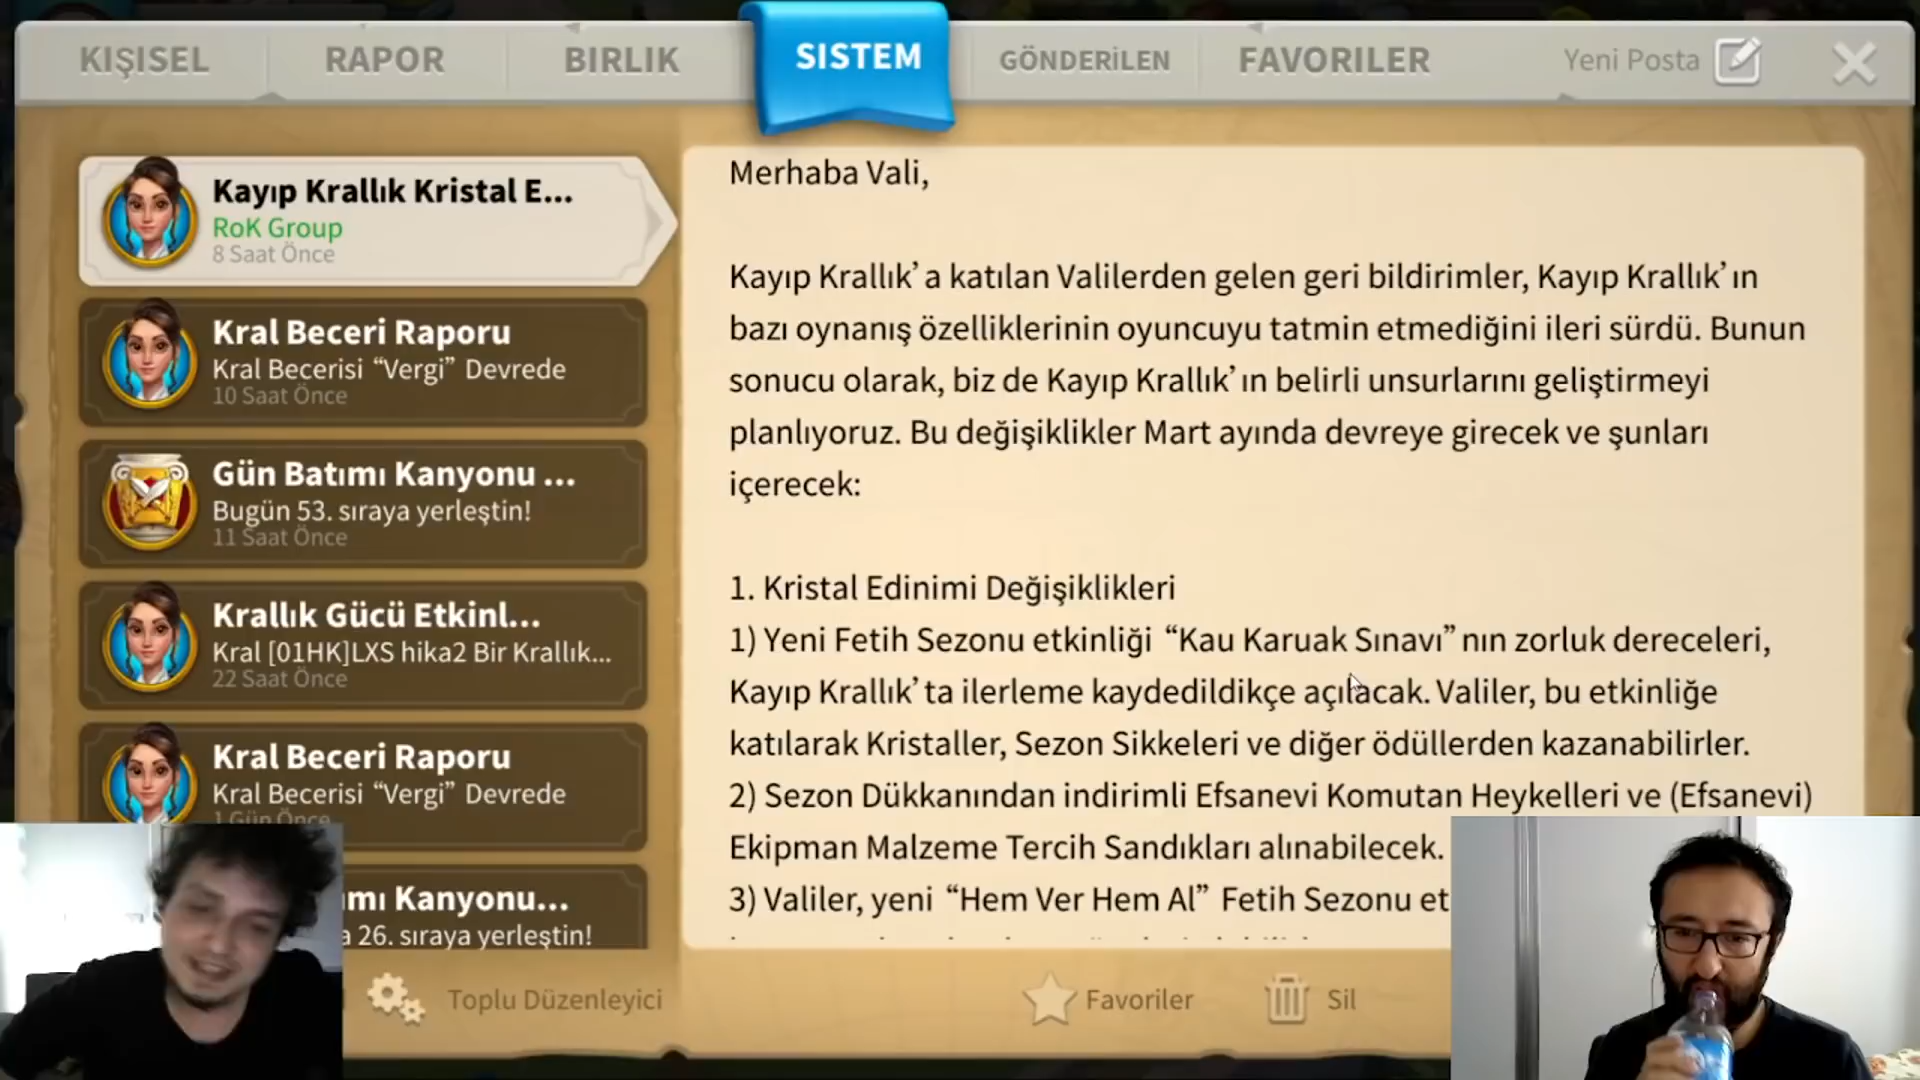 KIŞISEL
RAPOR
BIRLIK
SISTEM
GÖNDERİLEN
FAVORILER
Yeni Posta
Kayıp Krallık Kristal E...
RoK Group
8 Saat Önce
Kral Beceri Raporu
Kral Becerisi “Vergi” Devrede
10 Saat Önce
Gün Batımı Kanyonu ...
Bugün 53. sıraya yerleştin!
11 Saat Önce
Krallık Gücü Etkinl...
Kral [01HK]LXS hika2 Bir Krallık...
22 Saat Önce
Kral Beceri Raporu
Kral Becerisi “Vergi” Devrede
1 Gün Önce
mı Kanyonu...
a 26. sıraya yerleştin!
Toplu Düzenleyici
Merhaba Vali,
Kayıp Krallık’a katılan Valilerden gelen geri bildirimler, Kayıp Krallık’ın
bazı oynanış özelliklerinin oyuncuyu tatmin etmediğini ileri sürdü. Bunun
sonucu olarak, biz de Kayıp Krallık’ın belirli unsurlarını geliştirmeyi
planlıyoruz. Bu değişiklikler Mart ayında devreye girecek ve şunları
içerecek:
1. Kristal Edinimi Değişiklikleri
1) Yeni Fetih Sezonu etkinliği “Kau Karuak Sınavı”nın zorluk dereceleri,
Kayıp Krallık’ta ilerleme kaydedildikçe açılacak. Valiler, bu etkinliğe
katılarak Kristaller, Sezon Sikkeleri ve diğer ödüllerden kazanabilirler.
2) Sezon Dükkanından indirimli Efsanevi Komutan Heykelleri ve (Efsanevi)
Ekipman Malzeme Tercih Sandıkları alınabilecek.
3) Valiler, yeni “Hem Ver Hem Al” Fetih Sezonu et
Favoriler
Sil